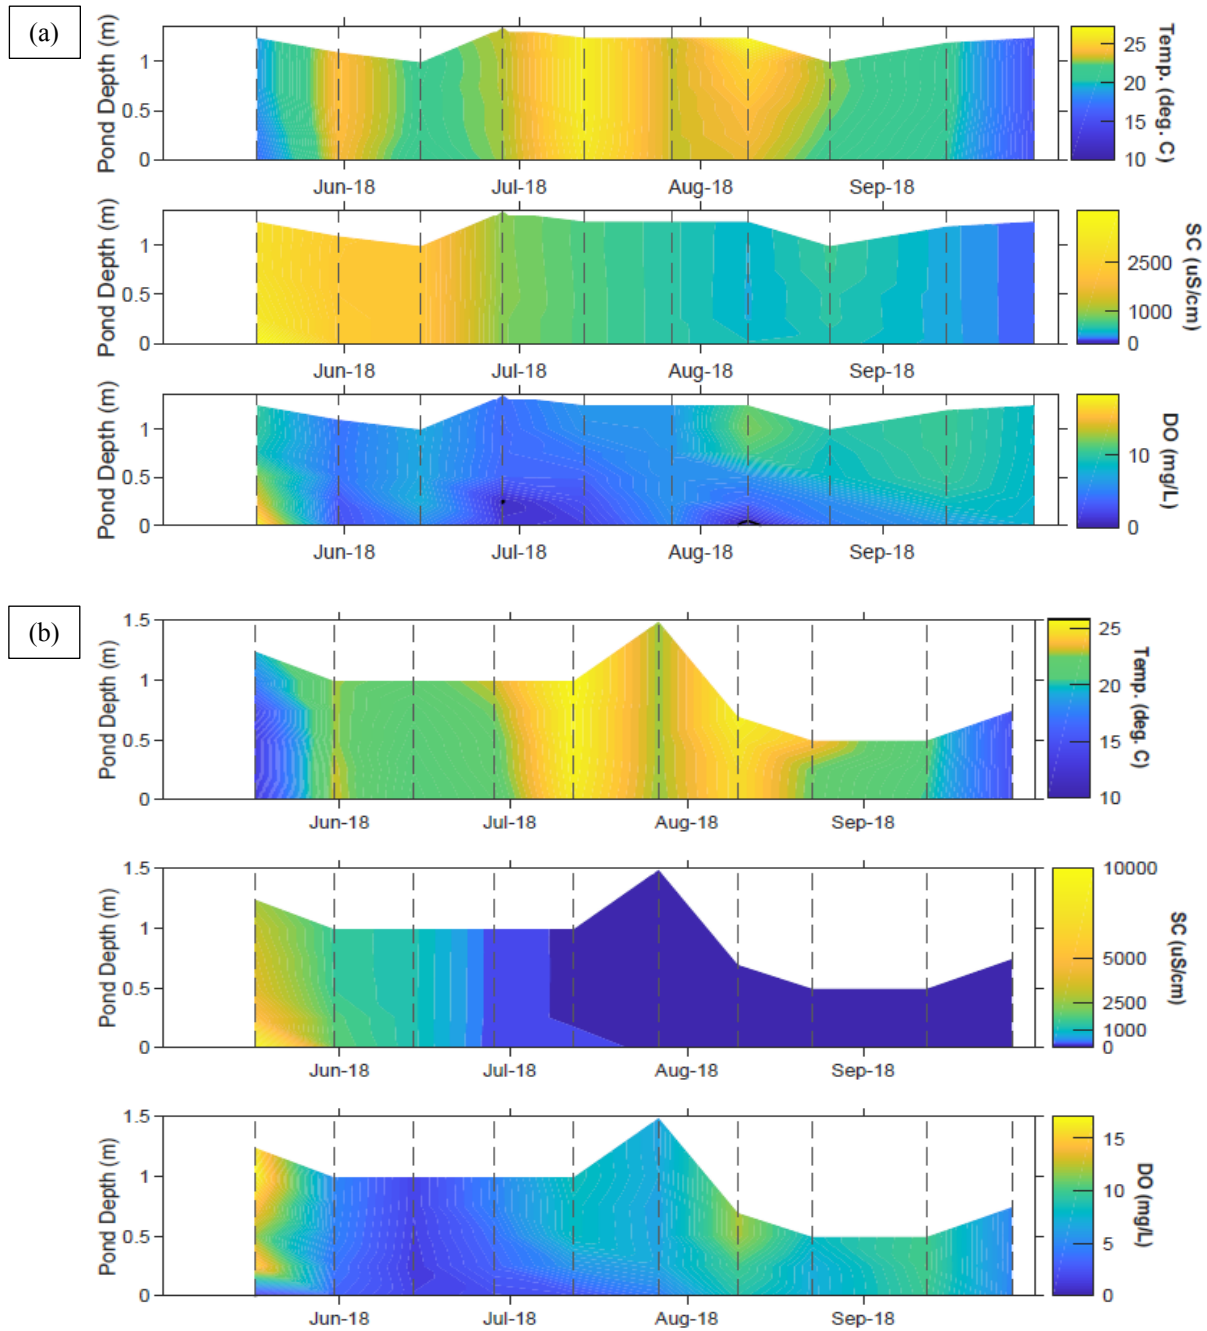 (a)
Pond Depth (m)
1
0.5
0
Jun-18 Jul-18 Aug-18 Sep-18
25
20
15
10
Temp. (deg. C)
Pond Depth (m)
1
0.5
0
Jun-18 Jul-18 Aug-18 Sep-18
2500
1000
0
SC (uS/cm)
Pond Depth (m)
1
0.5
0
Jun-18 Jul-18 Aug-18 Sep-18
10
0
DO (mg/L)
(b)
Pond Depth (m)
1.5
1
0.5
0
Jun-18 Jul-18 Aug-18 Sep-18
25
20
15
10
Temp. (deg. C)
Pond Depth (m)
1.5
1
0.5
0
Jun-18 Jul-18 Aug-18 Sep-18
10000
5000
2500
1000
0
SC (uS/cm)
Pond Depth (m)
1.5
1
0.5
0
Jun-18 Jul-18 Aug-18 Sep-18
15
10
5
0
DO (mg/L)